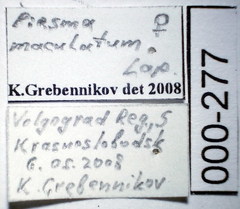 Piesma ♀
maculatum.
Lap.
K.Grebennikov det 2008
Volgograd Reg., S
Krasnoslobodsk
6.05.2008
K. Grebennikov
000-277